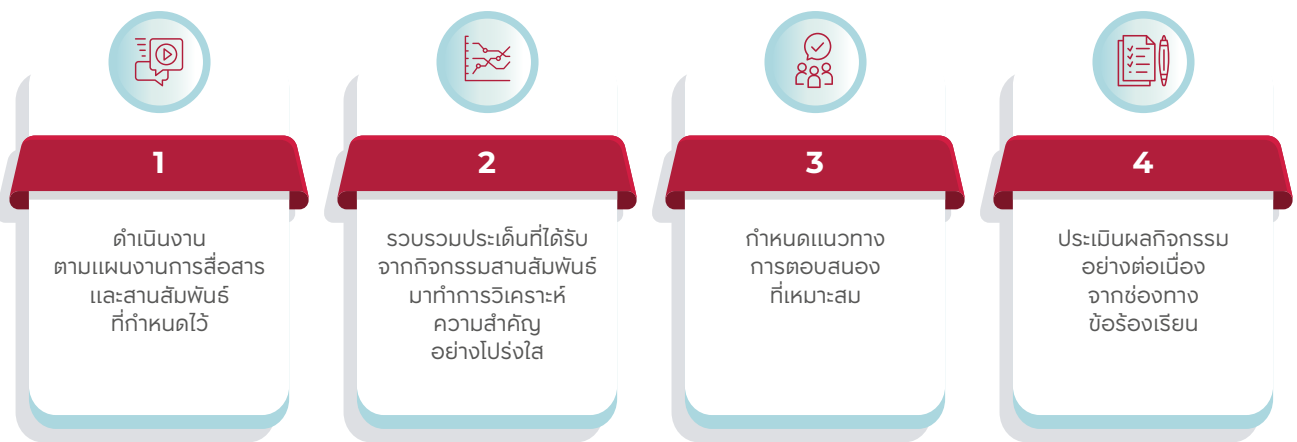 1
ดำเนินงาน
ตามแผนงานการสื่อสาร
และสานสัมพันธ์
ที่กำหนดไว้
2
รวบรวมประเด็นที่ได้รับ
จากกิจกรรมสานสัมพันธ์
มาทำการวิเคราะห์
ความสำคัญ
อย่างโปร่งใส
3
กำหนดแนวทาง
การตอบสนอง
ที่เหมาะสม
4
ประเมินผลกิจกรรม
อย่างต่อเนื่อง
จากช่องทาง
ข้อร้องเรียน